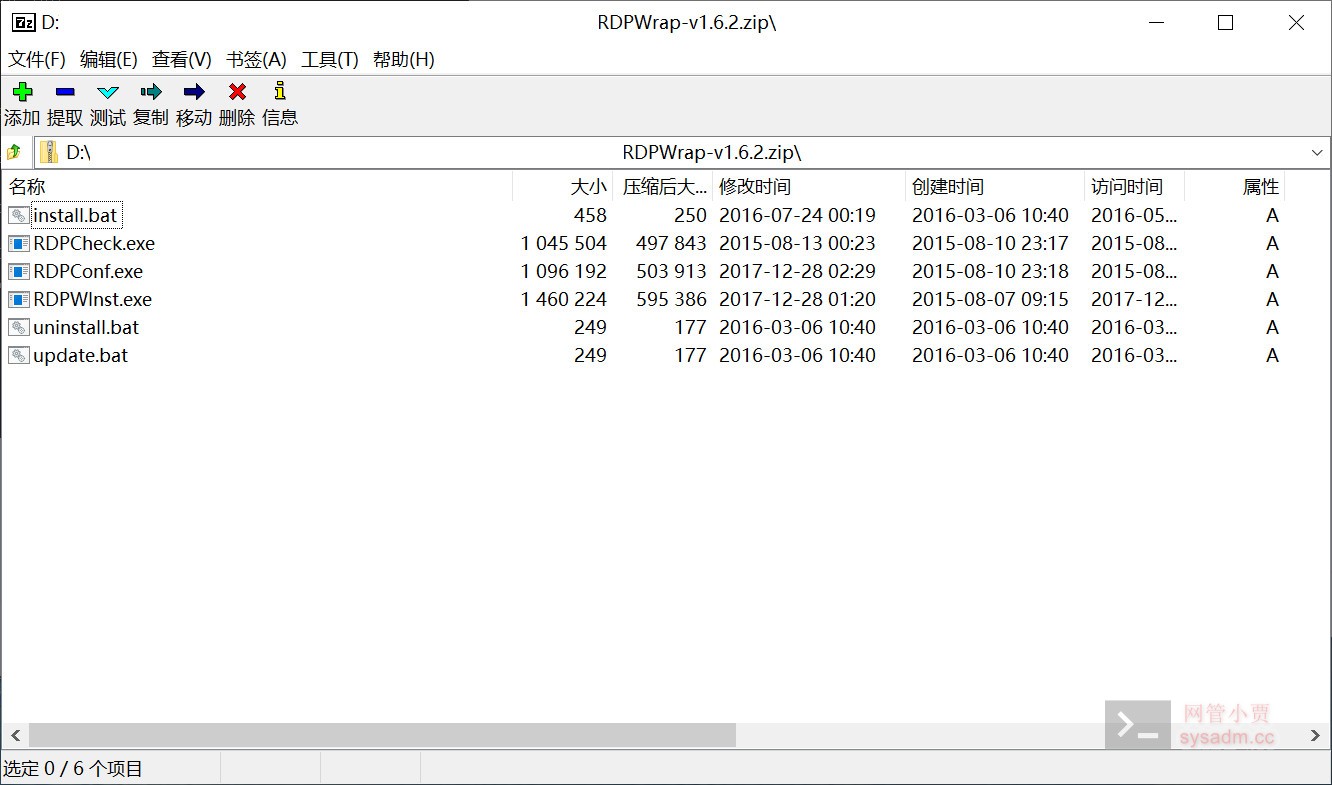 D:\RDPWrap-v1.6.2.zip\
文件(F) 编辑(E) 查看(V) 书签(A) 工具(T) 帮助(H)
添加 提取 测试 复制 移动 删除 信息
D:\RDPWrap-v1.6.2.zip\
名称 大小 压缩后大... 修改时间 创建时间 访问时间 属性
install.bat 458 250 2016-07-24 00:19 2016-03-06 10:40 2016-05... A
RDPCheck.exe 1 045 504 497 843 2015-08-13 00:23 2015-08-10 23:17 2015-08... A
RDPConf.exe 1 096 192 503 913 2017-12-28 02:29 2015-08-10 23:18 2015-08... A
RDPWInst.exe 1 460 224 595 386 2017-12-28 01:20 2015-08-07 09:15 2017-12... A
uninstall.bat 249 177 2016-03-06 10:40 2016-03-06 10:40 2016-03... A
update.bat 249 177 2016-03-06 10:40 2016-03-06 10:40 2016-03... A
网管小贾
sysadm.cc
选定 0 / 6 个项目